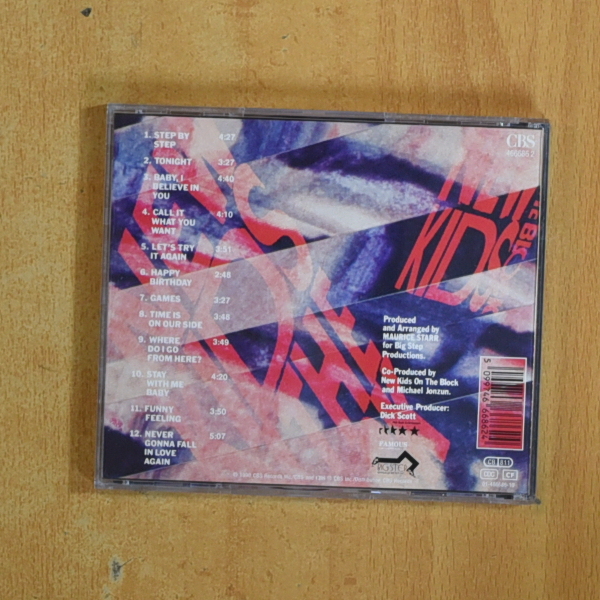 1. STEP BY 4:27
STEP
2. TONIGHT 3:27
3. BABY, I 4:40
BELIEVE IN
YOU
4. CALL IT 4:10
WHAT YOU
WANT
5. LET'S TRY
IT AGAIN
6. HAPPY
BIRTHDAY
7. GAMES 3:27
8. TIME IS 3:48
ON OUR SIDE
9. WHERE 3:49
DO I GO
FROM HERE?
10. STAY 4:20
WITH ME
BABY
11. FUNNY 3:50
FEELING
12. NEVER 5:07
GONNA FALL
IN LOVE
AGAIN
CBS
KIDS
Produced
and Arranged by
MAURICE STARR
for Big Step
Productions.
Co-Produced by
New Kids On The Block
and Michael Jonzun.
Executive Producer:
Dick Scott
FAMOUS
5 099746 668624